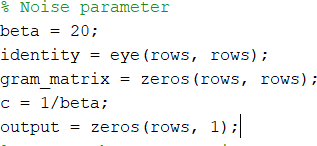 % Noise parameter
beta = 20;
identity = eye(rows, rows);
gram_matrix = zeros(rows, rows);
c = 1/beta;
output = zeros(rows, 1);